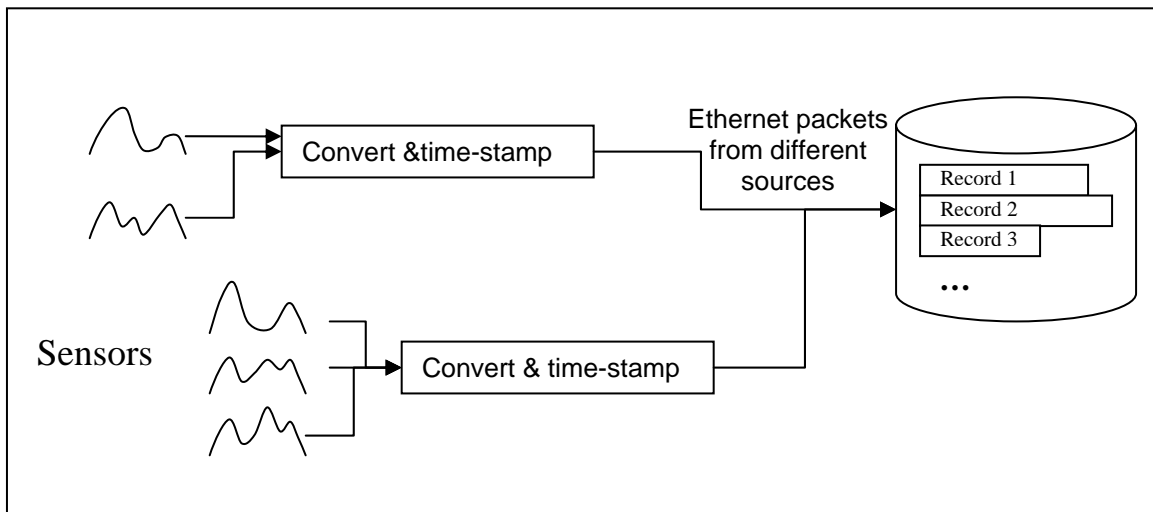 Convert &time-stamp
Ethernet packets
from different
sources
Record 1
Record 2
Record 3
...
Sensors
Convert & time-stamp